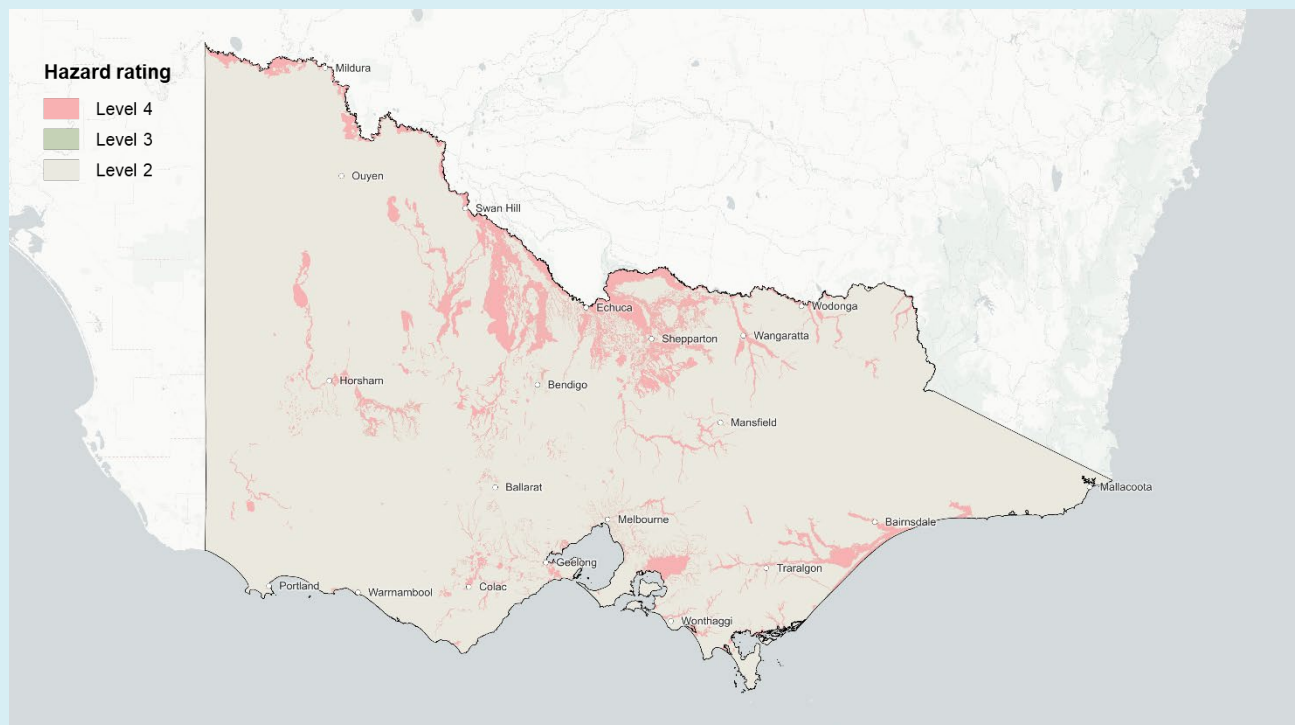 Hazard rating
Level 4
Level 3
Level 2
Mildura
Ouyen
Swan Hill
Echuca
Wodonga
Shepparton
Wangaratta
Horsham
Bendigo
Mansfield
Ballarat
Mallacoota
Melbourne
Bairnsdale
Geelong
Traralgon
Portland
Warrnambool
Colac
Wonthaggi